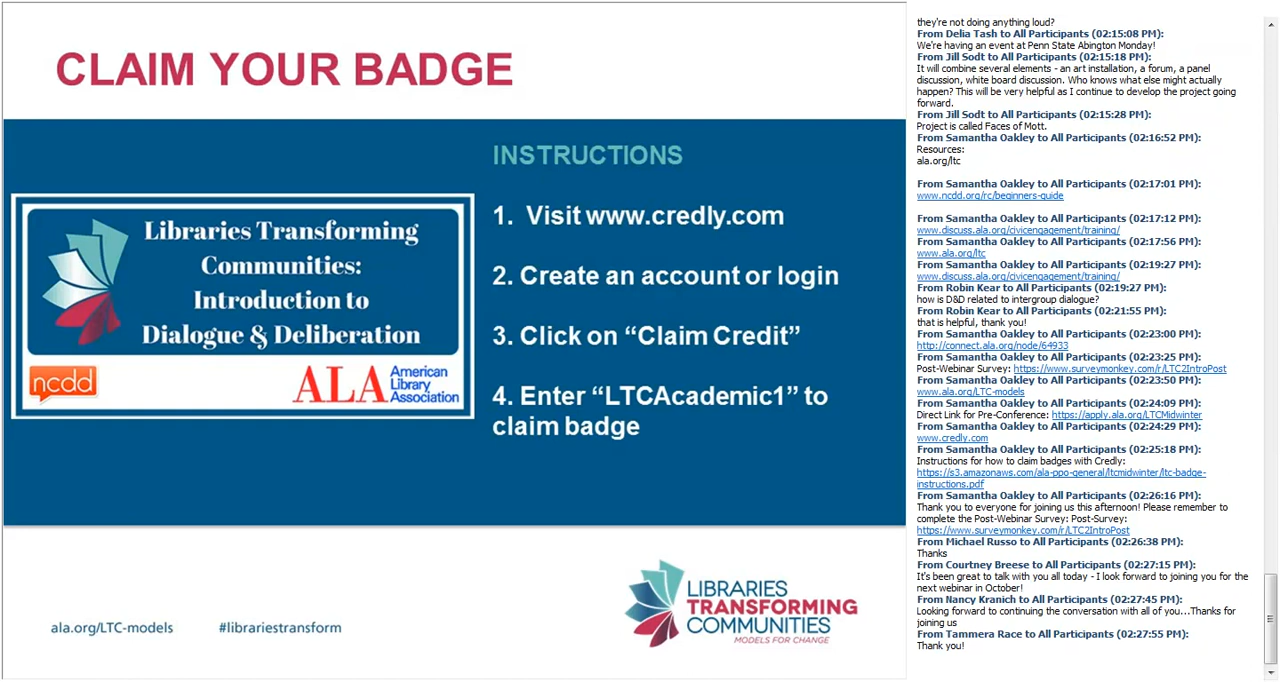 CLAIM YOUR BADGE
Libraries Transforming
Communities:
Introduction to
Dialogue & Deliberation
ncdd
ALA American
Library
Association
INSTRUCTIONS
1. Visit www.credly.com
2. Create an account or login
3. Click on “Claim Credit”
4. Enter “LTCAcademic1” to
claim badge
ala.org/LTC-models
#librariestransform
LIBRARIES
TRANSFORMING
COMMUNITIES
MODELS FOR CHANGE
they're not doing anything loud?
From Delia Tash to All Participants (02:15:08 PM):
We're having an event at Penn State Abington Monday!
From Jill Sodt to All Participants (02:15:18 PM):
It will combine several elements - an art installation, a forum, a panel
discussion, white board discussion. Who knows what else might actually
happen? This will be very helpful as I continue to develop the project going
forward.
From Jill Sodt to All Participants (02:15:28 PM):
Project is called Faces of Mott.
From Samantha Oakley to All Participants (02:16:52 PM):
Resources:
ala.org/ltc
From Samantha Oakley to All Participants (02:17:01 PM):
www.ncdd.org/rc/beginners-guide
From Samantha Oakley to All Participants (02:17:12 PM):
www.discuss.ala.org/civicengagement/training/
From Samantha Oakley to All Participants (02:17:56 PM):
www.ala.org/ltc
From Samantha Oakley to All Participants (02:19:27 PM):
www.discuss.ala.org/civicengagement/training/
From Robin Kear to All Participants (02:19:27 PM):
how is D&D related to intergroup dialogue?
From Robin Kear to All Participants (02:21:55 PM):
that is helpful, thank you!
From Samantha Oakley to All Participants (02:23:00 PM):
http://connect.ala.org/node/64933
From Samantha Oakley to All Participants (02:23:25 PM):
Post-Webinar Survey: https://www.surveymonkey.com/r/LTC2IntroPost
From Samantha Oakley to All Participants (02:23:50 PM):
www.ala.org/LTC-models
From Samantha Oakley to All Participants (02:24:09 PM):
Direct Link for Pre-Conference: https://apply.ala.org/LTCMidwinter
From Samantha Oakley to All Participants (02:24:29 PM):
www.credly.com
From Samantha Oakley to All Participants (02:25:18 PM):
Instructions for how to claim badges with Credly:
https://s3.amazonaws.com/ala-ppo-general/ltcmidwinter/ltc-badge-
instructions.pdf
From Samantha Oakley to All Participants (02:26:16 PM):
Thank you to everyone for joining us this afternoon! Please remember to
complete the Post-Webinar Survey: Post-Survey:
https://www.surveymonkey.com/r/LTC2IntroPost
From Michael Russo to All Participants (02:26:38 PM):
Thanks
From Courtney Breese to All Participants (02:27:15 PM):
It's been great to talk with you all today - I look forward to joining you for the
next webinar in October!
From Nancy Kranich to All Participants (02:27:45 PM):
Looking forward to continuing the conversation with all of you...Thanks for
joining us
From Tammera Race to All Participants (02:27:55 PM):
Thank you!